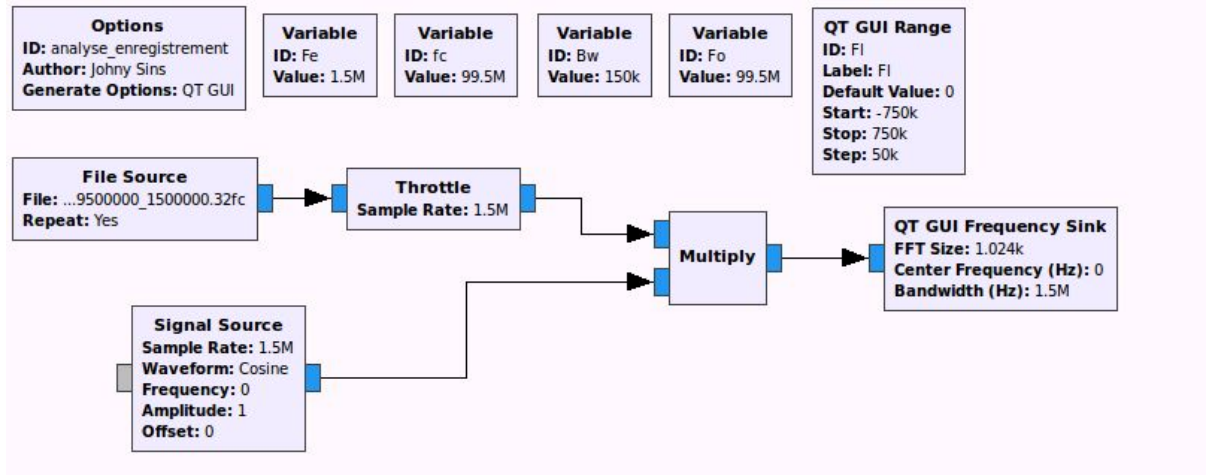 Options
ID: analyse_enregistrement
Author: Johny Sins
Generate Options: QT GUI
Variable
ID: Fe
Value: 1.5M
Variable
ID: fc
Value: 99.5M
Variable
ID: Bw
Value: 150k
Variable
ID: Fo
Value: 99.5M
QT GUI Range
ID: Fl
Label: Fl
Default Value: 0
Start: -750k
Stop: 750k
Step: 50k
File Source
File: ...9500000_1500000.32fc
Repeat: Yes
Throttle
Sample Rate: 1.5M
Multiply
QT GUI Frequency Sink
FFT Size: 1.024k
Center Frequency (Hz): 0
Bandwidth (Hz): 1.5M
Signal Source
Sample Rate: 1.5M
Waveform: Cosine
Frequency: 0
Amplitude: 1
Offset: 0